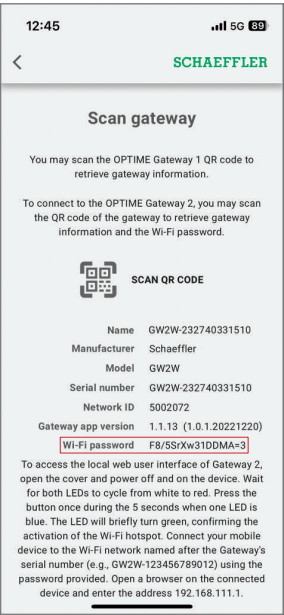 12:45
5G 89
SCHAEFFLER
Scan gateway
You may scan the OPTIME Gateway 1 QR code to
retrieve gateway information.
To connect to the OPTIME Gateway 2, you may scan
the QR code of the gateway to retrieve gateway
information and the Wi-Fi password.
SCAN QR CODE
Name GW2W-232740331510
Manufacturer Schaeffler
Model GW2W
Serial number GW2W-232740331510
Network ID 5002072
Gateway app version 1.1.13 (1.0.1.20221220)
Wi-Fi password F8/5SrXw31DDMA=3
To access the local web user interface of Gateway 2,
open the cover and power off and on the device. Wait
for both LEDs to cycle from white to red. Press the
button once during the 5 seconds when one LED is
blue. The LED will briefly turn green, confirming the
activation of the Wi-Fi hotspot. Connect your mobile
device to the Wi-Fi network named after the Gateway's
serial number (e.g., GW2W-123456789012) using the
password provided. Open a browser on the connected
device and enter the address 192.168.111.1.